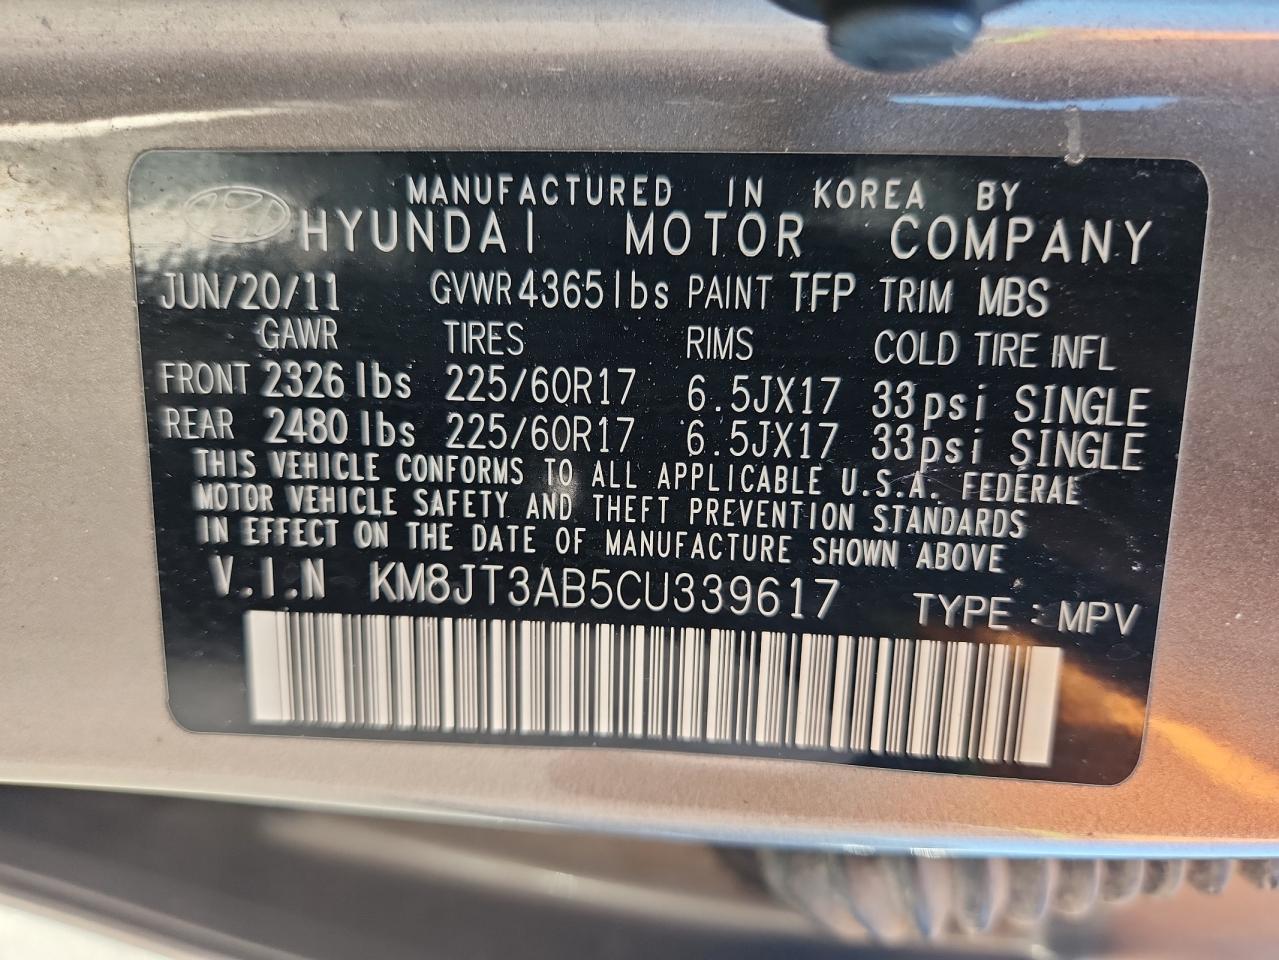 MANUFACTURED IN KOREA BY
HYUNDAI MOTOR COMPANY
JUN/20/11 GVWR 4365 lbs PAINT TFP TRIM MBS
GAWR TIRES RIMS COLD TIRE INFL
FRONT 2326 lbs 225/60R17 6.5JX17 33psi SINGLE
REAR 2480 lbs 225/60R17 6.5JX17 33psi SINGLE
THIS VEHICLE CONFORMS TO ALL APPLICABLE U.S.A. FEDERAL
MOTOR VEHICLE SAFETY AND THEFT PREVENTION STANDARDS
IN EFFECT ON THE DATE OF MANUFACTURE SHOWN ABOVE
V.I.N KM8JT3AB5CU339617 TYPE : MPV